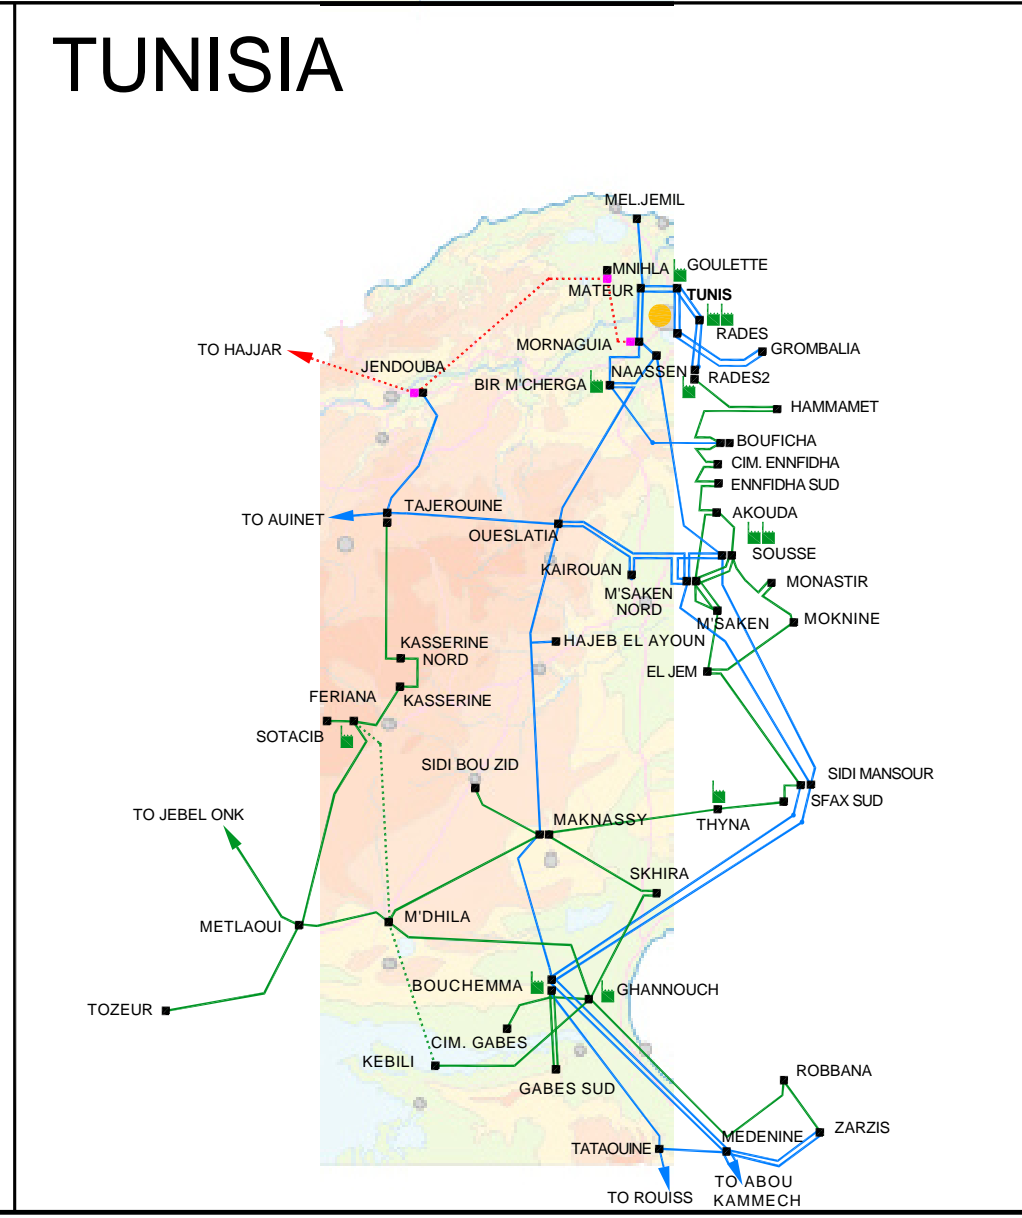 TUNISIA
MEL.JEMIL
MNIHLA
GOULETTE
MATEUR
TUNIS
RADES
MORNAGUIA
GROMBALIA
TO HAJJAR
JENDOUBA
NAASSEN
RADES2
BIR M'CHERGA
HAMMAMET
BOUFICHA
CIM. ENNFIDHA
ENNFIDHA SUD
TAJEROUINE
AKOUDA
TO AUINET
OUESLATIA
SOUSSE
KAIROUAN
MONASTIR
M'SAKEN
NORD
M'SAKEN
MOKNINE
KASSERINE
NORD
HAJEB EL AYOUN
EL JEM
FERIANA
KASSERINE
SOTACIB
SIDI BOU ZID
SIDI MANSOUR
SFAX SUD
TO JEBEL ONK
MAKNASSY
THYNA
SKHIRA
METLAOUI
M'DHILA
BOUCHEMMA
GHANNOUCH
TOZEUR
CIM. GABES
KEBILI
GABES SUD
ROBBANA
ZARZIS
MEDENINE
TATAOUINE
TO ABOU
KAMMECH
TO ROUISS